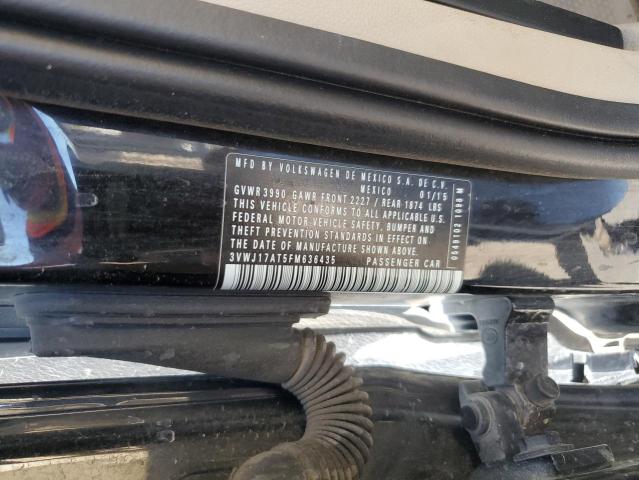 MFD BY VOLKSWAGEN DE MEXICO S.A. DE C.V.
MEXICO 01/15
GVWR 3990 GAWR FRONT 2227 / REAR 1874 LBS
THIS VEHICLE CONFORMS TO ALL APPLICABLE U.S.
FEDERAL MOTOR VEHICLE SAFETY, BUMPER AND
THEFT PREVENTION STANDARDS IN EFFECT ON
THE DATE OF MANUFACTURE SHOWN ABOVE.
3VWJ17AT5FM636435 PASSENGER CAR